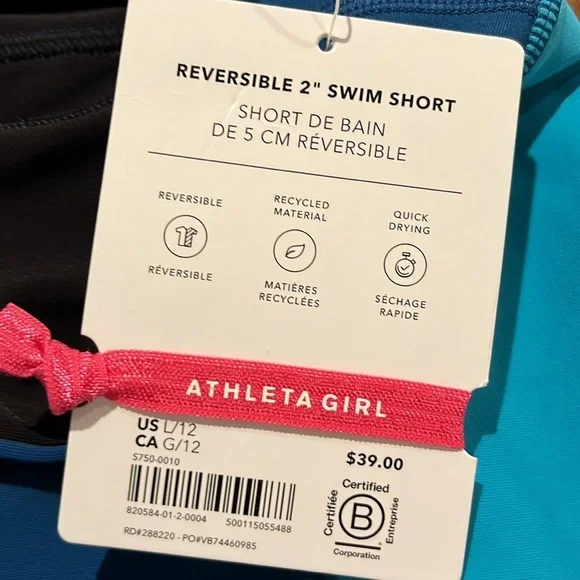 REVERSIBLE 2" SWIM SHORT
SHORT DE BAIN
DE 5 CM RÉVERSIBLE
REVERSIBLE
RÉVERSIBLE
RECYCLED
MATERIAL
MATIÈRES
RECYCLÉES
QUICK
DRYING
SÉCHAGE
RAPIDE
ATHLETA GIRL
US L/12
CA G/12
5750-0010
$39.00
820584-01-2-0004 500115055488
RD#288220 - PO#VB74460985
Certified
Certifiée
B
Entreprise
Corporation